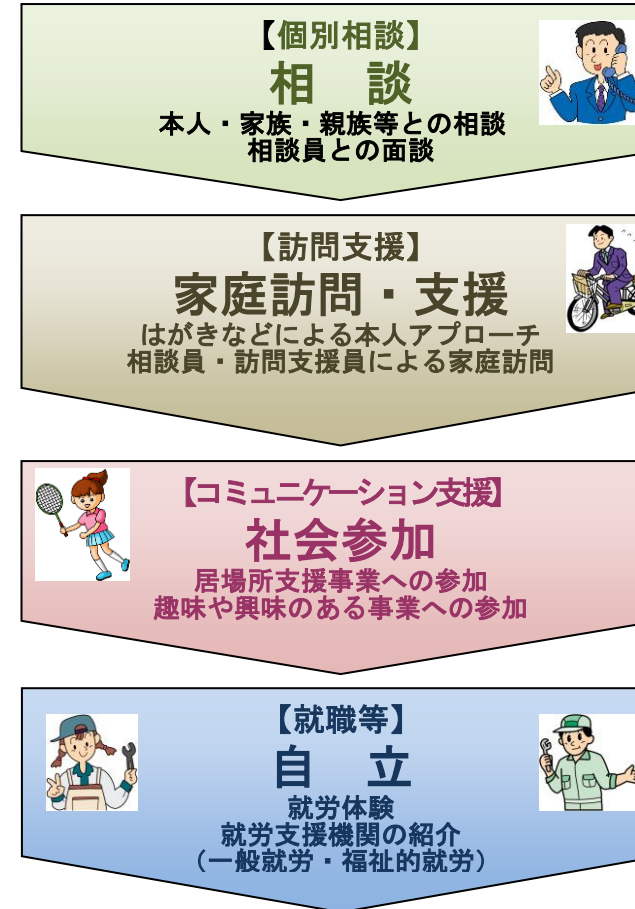 【個別相談】
相　談
本人・家族・親族等との相談
相談員との面談
【訪問支援】
家庭訪問・支援
はがきなどによる本人アプローチ
相談員・訪問支援員による家庭訪問
【コミュニケーション支援】
社会参加
居場所支援事業への参加
趣味や興味のある事業への参加
【就職等】
自　立
就労体験
就労支援機関の紹介
（一般就労・福祉的就労）